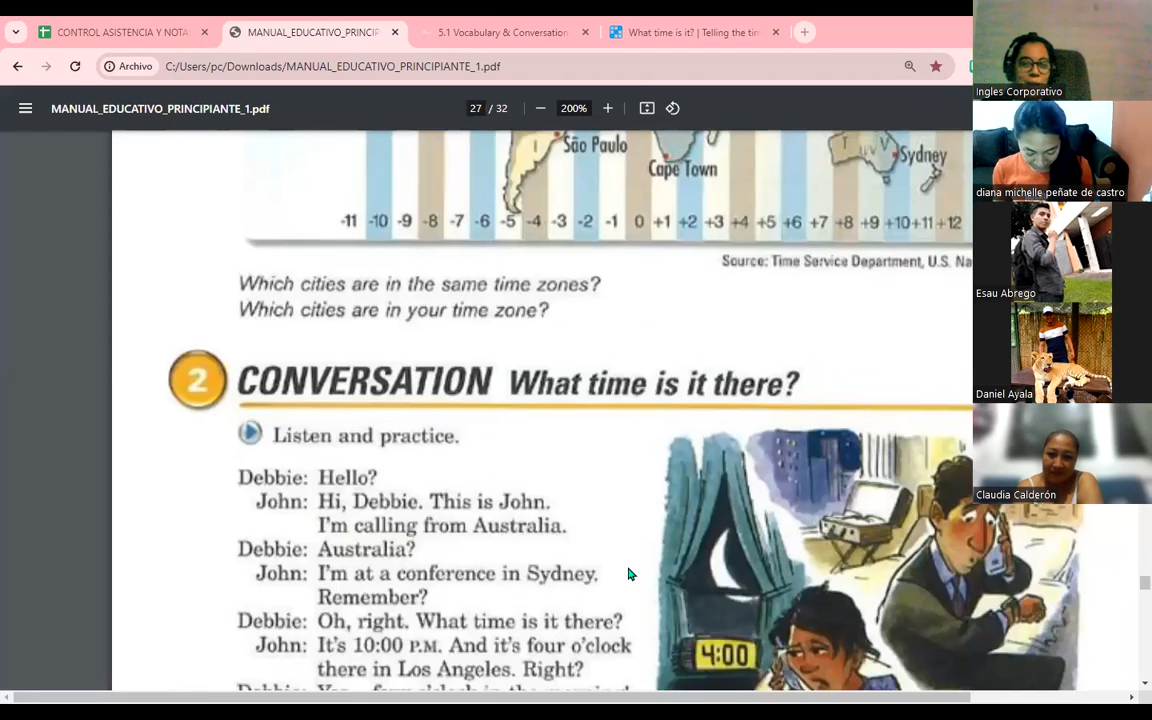 CONTROL ASISTENCIA Y NOTA
MANUAL_EDUCATIVO_PRINCIP
5.1 Vocabulary & Conversation
What time is it? | Telling the tim
Archivo
C:/Users/pc/Downloads/MANUAL_EDUCATIVO_PRINCIPIANTE_1.pdf
MANUAL_EDUCATIVO_PRINCIPIANTE_1.pdf
27 / 32
200%
São Paulo
Cape Town
Sydney
-11 -10 -9 -8 -7 -6 -5 -4 -3 -2 -1 0 +1 +2 +3 +4 +5 +6 +7 +8 +9 +10 +11 +12
Source: Time Service Department, U.S. Na
Which cities are in the same time zones?
Which cities are in your time zone?
2 CONVERSATION What time is it there?
Listen and practice.
Debbie: Hello?
John: Hi, Debbie. This is John.
I'm calling from Australia.
Debbie: Australia?
John: I'm at a conference in Sydney.
Remember?
Debbie: Oh, right. What time is it there?
John: It's 10:00 P.M. And it's four o'clock
there in Los Angeles. Right?
4:00
Ingles Corporativo
diana michelle peñate de castro
Esau Abrego
Daniel Ayala
Claudia Calderón